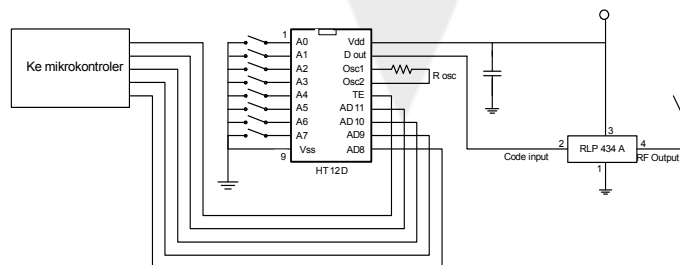 Ke mikrokontroler
1
A0
A1
A2
A3
A4
A5
A6
A7
Vss
9
Vdd
D out
Osc1
Osc2
TE
AD11
AD10
AD9
AD8
HT12D
R osc
3
2
RLP 434 A
4
1
Code input
RF Output